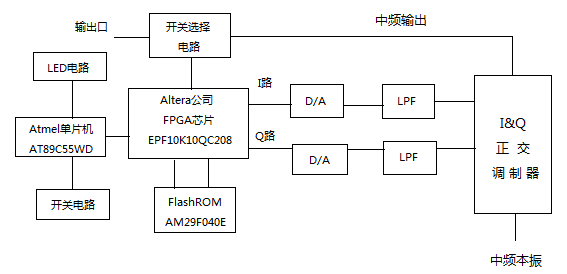 输出口
开关选择
电路
中频输出
LED电路
I路
D/A
LPF
Altera公司
FPGA芯片
EPF10K10QC208
Atmel单片机
AT89C55WD
Q路
D/A
LPF
I&Q
正 交
调 制 器
开关电路
FlashROM
AM29F040E
中频本振